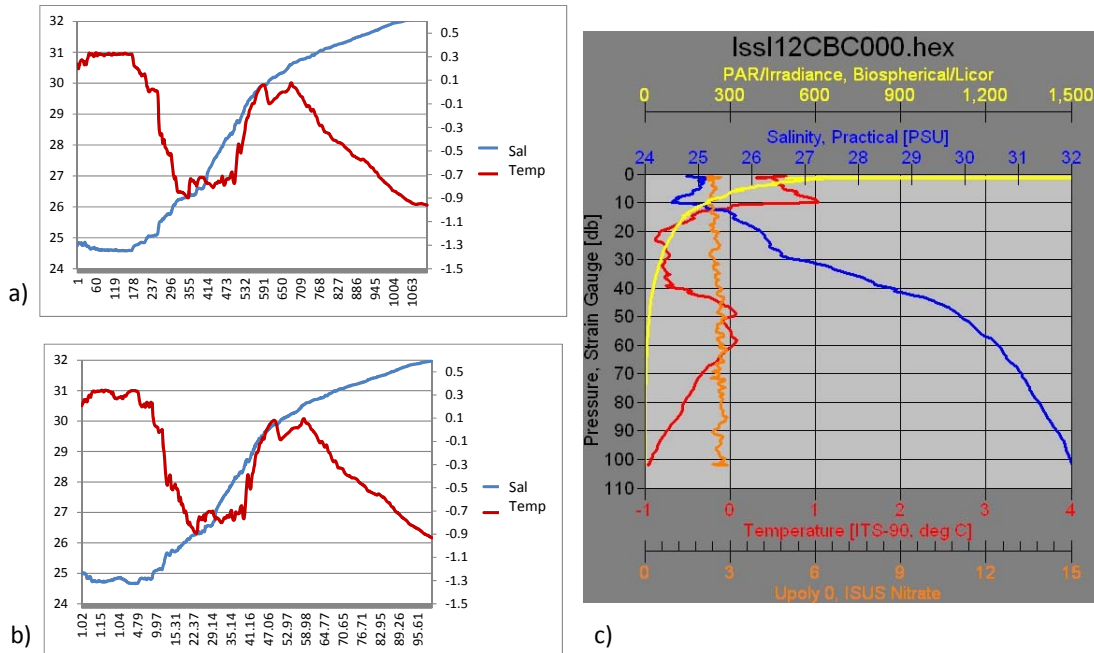 a)
32
31
30
29
28
27
26
25
24
0.5
0.3
0.1
-0.1
-0.3
-0.5
-0.7
-0.9
-1.1
-1.3
-1.5
Sal
Temp
1 60 119 178 237 296 355 414 473 532 591 650 709 768 827 886 945 1004 1063
b)
32
31
30
29
28
27
26
25
24
0.5
0.3
0.1
-0.1
-0.3
-0.5
-0.7
-0.9
-1.1
-1.3
-1.5
Sal
Temp
1.02 1.15 1.04 4.79 9.97 15.31 22.37 29.14 35.14 41.16 47.06 52.97 58.98 64.77 70.65 76.71 82.95 89.26 95.61
c)
IssI12CBC000.hex
PAR/Irradiance, Biospherical/Licor
0 300 600 900 1,200 1,500
Salinity, Practical [PSU]
24 25 26 27 28 29 30 31 32
Pressure, Strain Gauge [db]
0
10
20
30
40
50
60
70
80
90
100
110
-1 0 1 2 3 4
Temperature [ITS-90, deg C]
0 3 6 9 12 15
Upoly 0, ISUS Nitrate